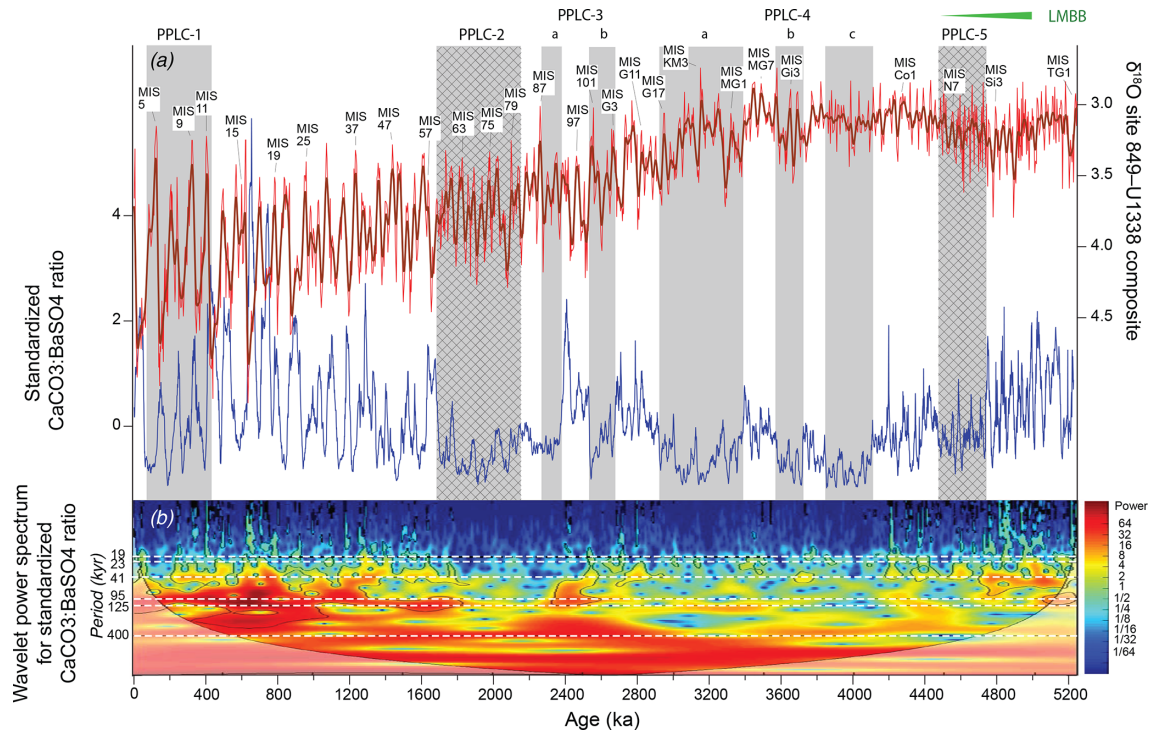 PPLC-3
PPLC-4
LMBB
PPLC-1
PPLC-2
a
b
a
b
c
PPLC-5
(a)
MIS
5
MIS
9
MIS
11
MIS
15
MIS
19
MIS
25
MIS
37
MIS
47
MIS
57
MIS
63
MIS
75
MIS
79
MIS
87
MIS
97
MIS
101
MIS
G3
MIS
G11
MIS
G17
MIS
KM3
MIS
MG1
MIS
MG7
MIS
Gi3
MIS
Co1
MIS
N7
MIS
Si3
MIS
TG1
3.0
3.5
4.0
4.5
δ18O site 849–U1338 composite
4
2
0
Standardized
CaCO3:BaSO4 ratio
(b)
Wavelet power spectrum
for standardized
CaCO3:BaSO4 ratio
Period (kyr)
19
23
41
95
125
400
Power
64
32
16
8
4
2
1
1/2
1/4
1/8
1/16
1/32
1/64
0
400
800
1200
1600
2000
2400
2800
3200
3600
4000
4400
4800
5200
Age (ka)